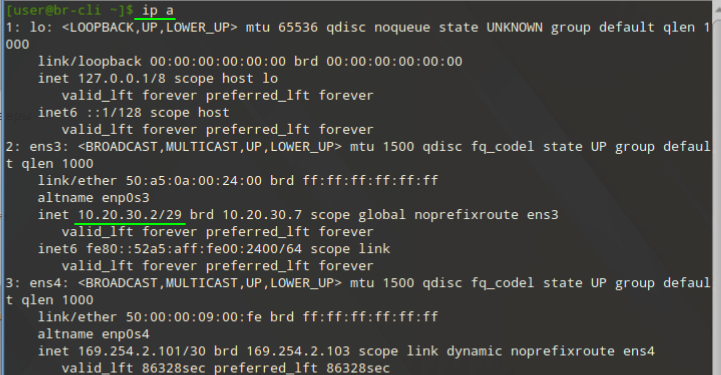 [user@br-cli ~]$ ip a
1: lo: <LOOPBACK,UP,LOWER_UP> mtu 65536 qdisc noqueue state UNKNOWN group default qlen 1
000
    link/loopback 00:00:00:00:00:00 brd 00:00:00:00:00:00
    inet 127.0.0.1/8 scope host lo
       valid_lft forever preferred_lft forever
    inet6 ::1/128 scope host
       valid_lft forever preferred_lft forever
2: ens3: <BROADCAST,MULTICAST,UP,LOWER_UP> mtu 1500 qdisc fq_codel state UP group defaul
t qlen 1000
    link/ether 50:a5:0a:00:24:00 brd ff:ff:ff:ff:ff:ff
    altname enp0s3
    inet 10.20.30.2/29 brd 10.20.30.7 scope global noprefixroute ens3
       valid_lft forever preferred_lft forever
    inet6 fe80::52a5:aff:fe00:2400/64 scope link
       valid_lft forever preferred_lft forever
3: ens4: <BROADCAST,MULTICAST,UP,LOWER_UP> mtu 1500 qdisc fq_codel state UP group defaul
t qlen 1000
    link/ether 50:00:00:09:00:fe brd ff:ff:ff:ff:ff:ff
    altname enp0s4
    inet 169.254.2.101/30 brd 169.254.2.103 scope link dynamic noprefixroute ens4
       valid_lft 86328sec preferred_lft 86328sec